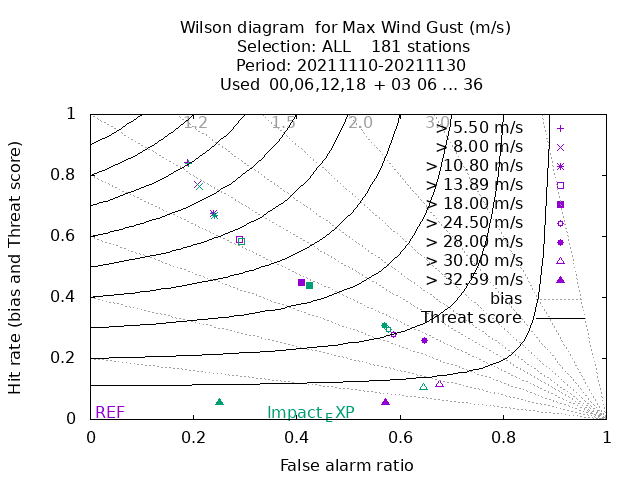 Wilson diagram  for Max Wind Gust (m/s)
Selection: ALL    181 stations
Period: 20211110-20211130
Used  00,06,12,18  + 03 06 ... 36
1.2 1.5 2.0 3.0
> 5.50 m/s
> 8.00 m/s
> 10.80 m/s
> 13.89 m/s
> 18.00 m/s
> 24.50 m/s
> 28.00 m/s
> 30.00 m/s
> 32.59 m/s
bias
Threat score
Hit rate (bias and Threat score)
1
0.8
0.6
0.4
0.2
0
REF
Impact_EXP
0 0.2 0.4 0.6 0.8 1
False alarm ratio